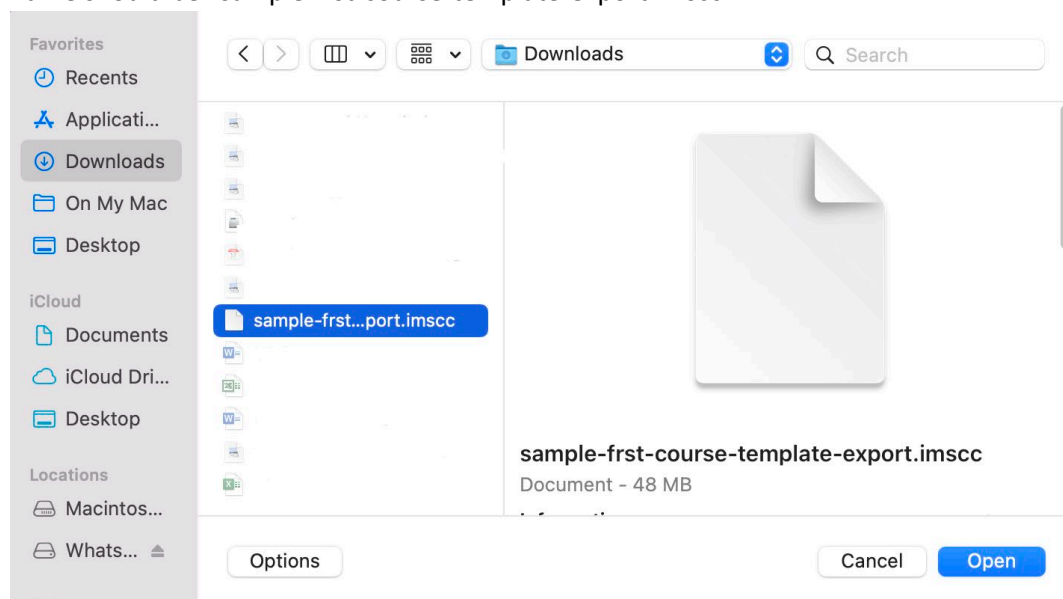 Favorites
Recents
Applicati...
Downloads
On My Mac
Desktop
iCloud
Documents
iCloud Dri...
Desktop
Locations
Macintos...
Whats...
Downloads
Search
sample-frst...port.imscc
sample-frst-course-template-export.imscc
Document - 48 MB
Options
Cancel
Open